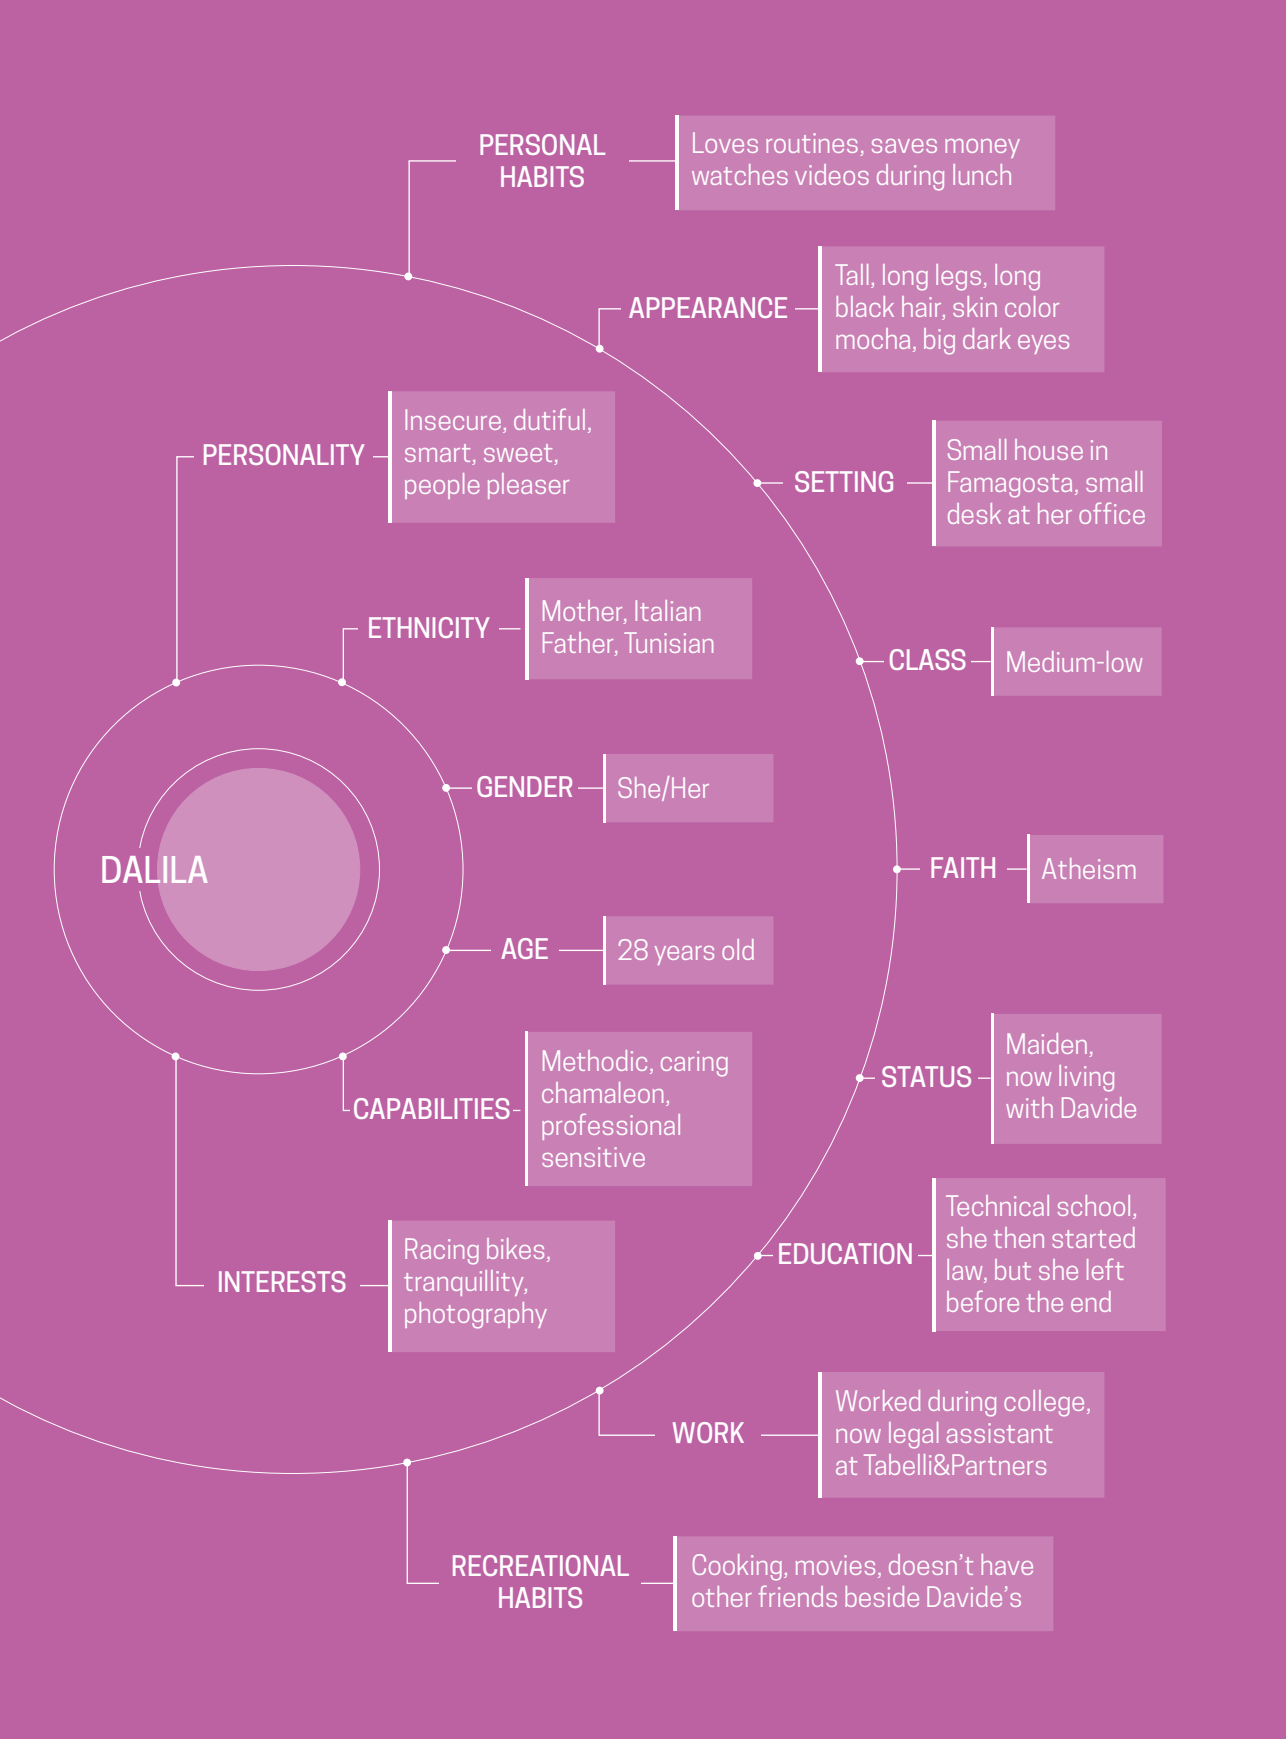 PERSONAL
HABITS
Loves routines, saves money
watches videos during lunch
APPEARANCE
Tall, long legs, long
black hair, skin color
mocha, big dark eyes
PERSONALITY
Insecure, dutiful,
smart, sweet,
people pleaser
SETTING
Small house in
Famagosta, small
desk at her office
ETHNICITY
Mother, Italian
Father, Tunisian
CLASS
Medium-low
GENDER
She/Her
DALILA
FAITH
Atheism
AGE
28 years old
STATUS
Maiden,
now living
with Davide
CAPABILITIES
Methodic, caring
chamaleon,
professional
sensitive
EDUCATION
Technical school,
she then started
law, but she left
before the end
INTERESTS
Racing bikes,
tranquillity,
photography
WORK
Worked during college,
now legal assistant
at Tabelli&Partners
RECREATIONAL
HABITS
Cooking, movies, doesn’t have
other friends beside Davide’s